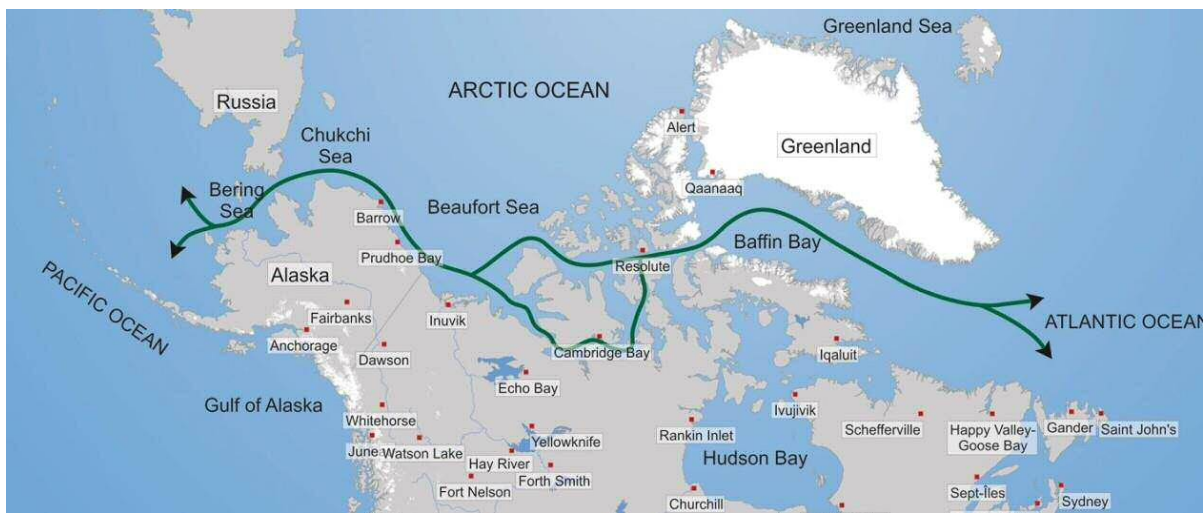 Greenland Sea
Russia
ARCTIC OCEAN
Alert
Greenland
Chukchi
Sea
Qaanaaq
Bering
Sea
Barrow
Beaufort Sea
Baffin Bay
Prudhoe Bay
Resolute
PACIFIC OCEAN
Alaska
Fairbanks
Inuvik
ATLANTIC OCEAN
Anchorage
Dawson
Cambridge Bay
Iqaluit
Echo Bay
Gulf of Alaska
Whitehorse
Ivujivik
June
Watson Lake
Yellowknife
Rankin Inlet
Schefferville
Happy Valley-
Goose Bay
Gander
Saint John's
Hay River
Forth Smith
Hudson Bay
Fort Nelson
Churchill
Sept-Îles
Sydney